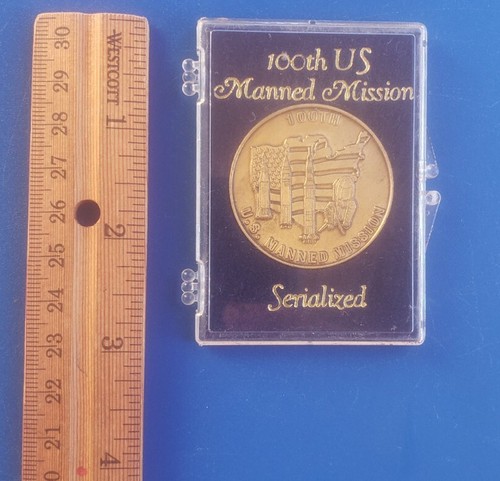 WESTCOTT
30
29
28
27
26
25
24
23
22
21
0
1
2
3
4
100th US
Manned Mission
100TH
U.S. MANNED MISSION
Serialized